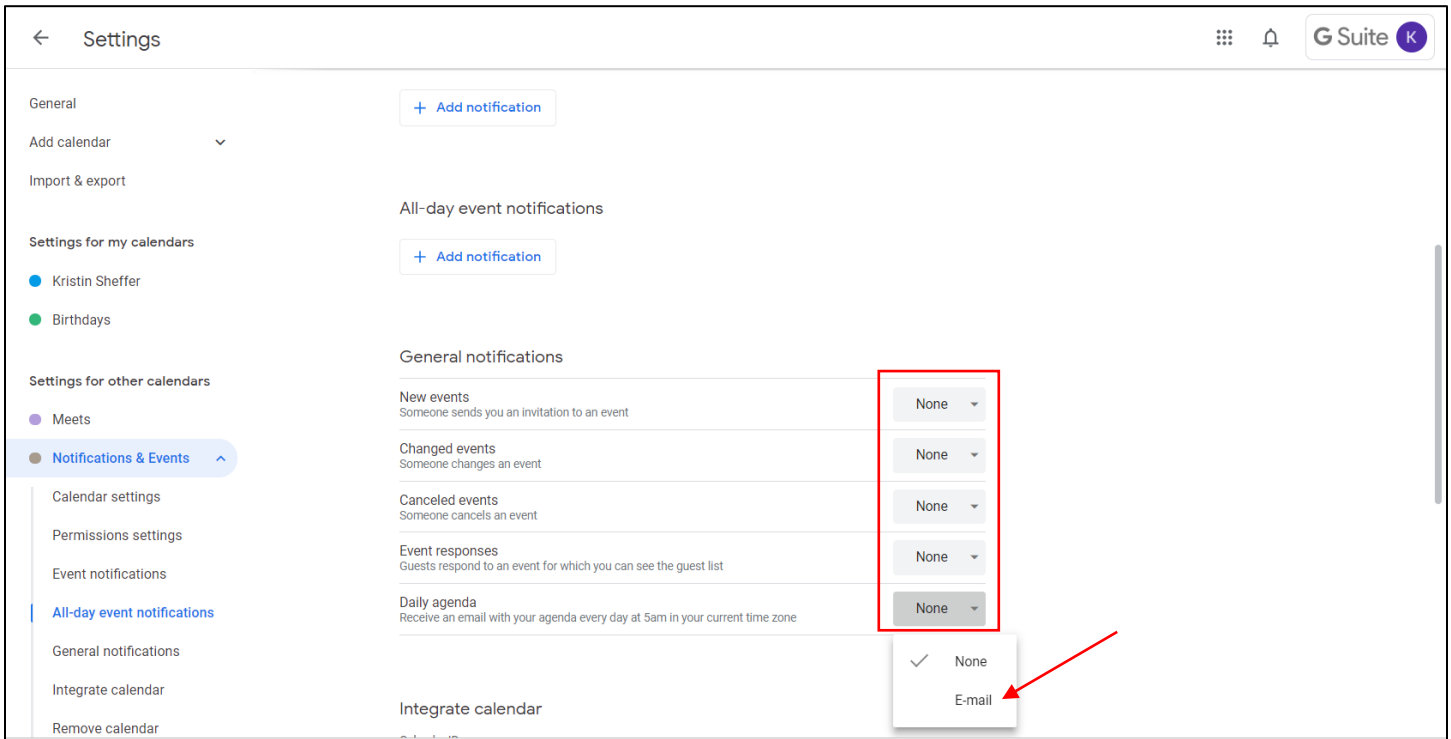 Settings
G Suite
K
General
Add calendar
Import & export
Settings for my calendars
Kristin Sheffer
Birthdays
Settings for other calendars
Meets
Notifications & Events
Calendar settings
Permissions settings
Event notifications
All-day event notifications
General notifications
Integrate calendar
Remove calendar
+ Add notification
All-day event notifications
+ Add notification
General notifications
New events
Someone sends you an invitation to an event
None
Changed events
Someone changes an event
None
Canceled events
Someone cancels an event
None
Event responses
Guests respond to an event for which you can see the guest list
None
Daily agenda
Receive an email with your agenda every day at 5am in your current time zone
None
None
E-mail
Integrate calendar